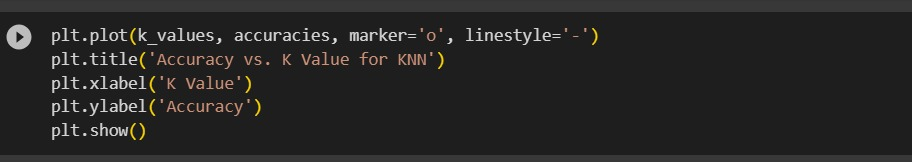 plt.plot(k_values, accuracies, marker='o', linestyle='-')
plt.title('Accuracy vs. K Value for KNN')
plt.xlabel('K Value')
plt.ylabel('Accuracy')
plt.show()